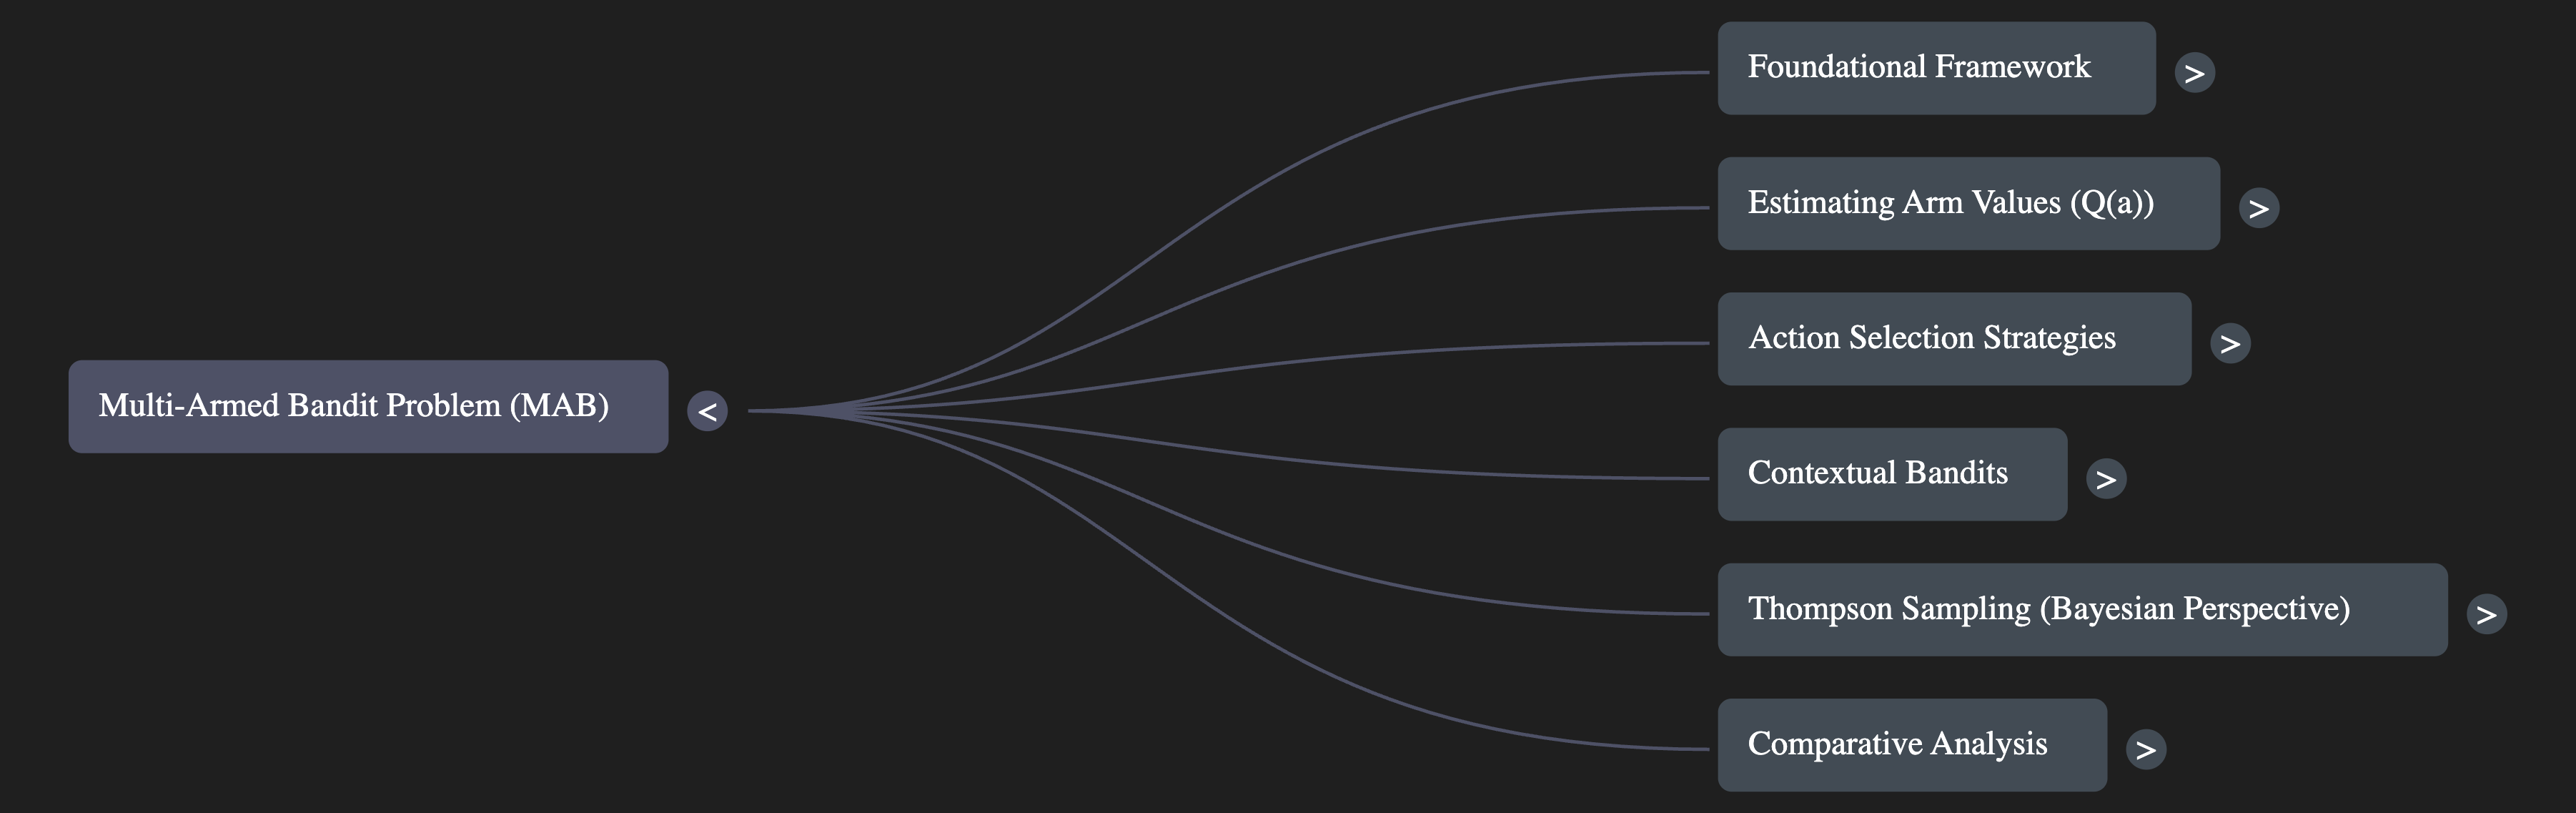 Multi-Armed Bandit Problem (MAB)
<
Foundational Framework
>
Estimating Arm Values (Q(a))
>
Action Selection Strategies
>
Contextual Bandits
>
Thompson Sampling (Bayesian Perspective)
>
Comparative Analysis
>